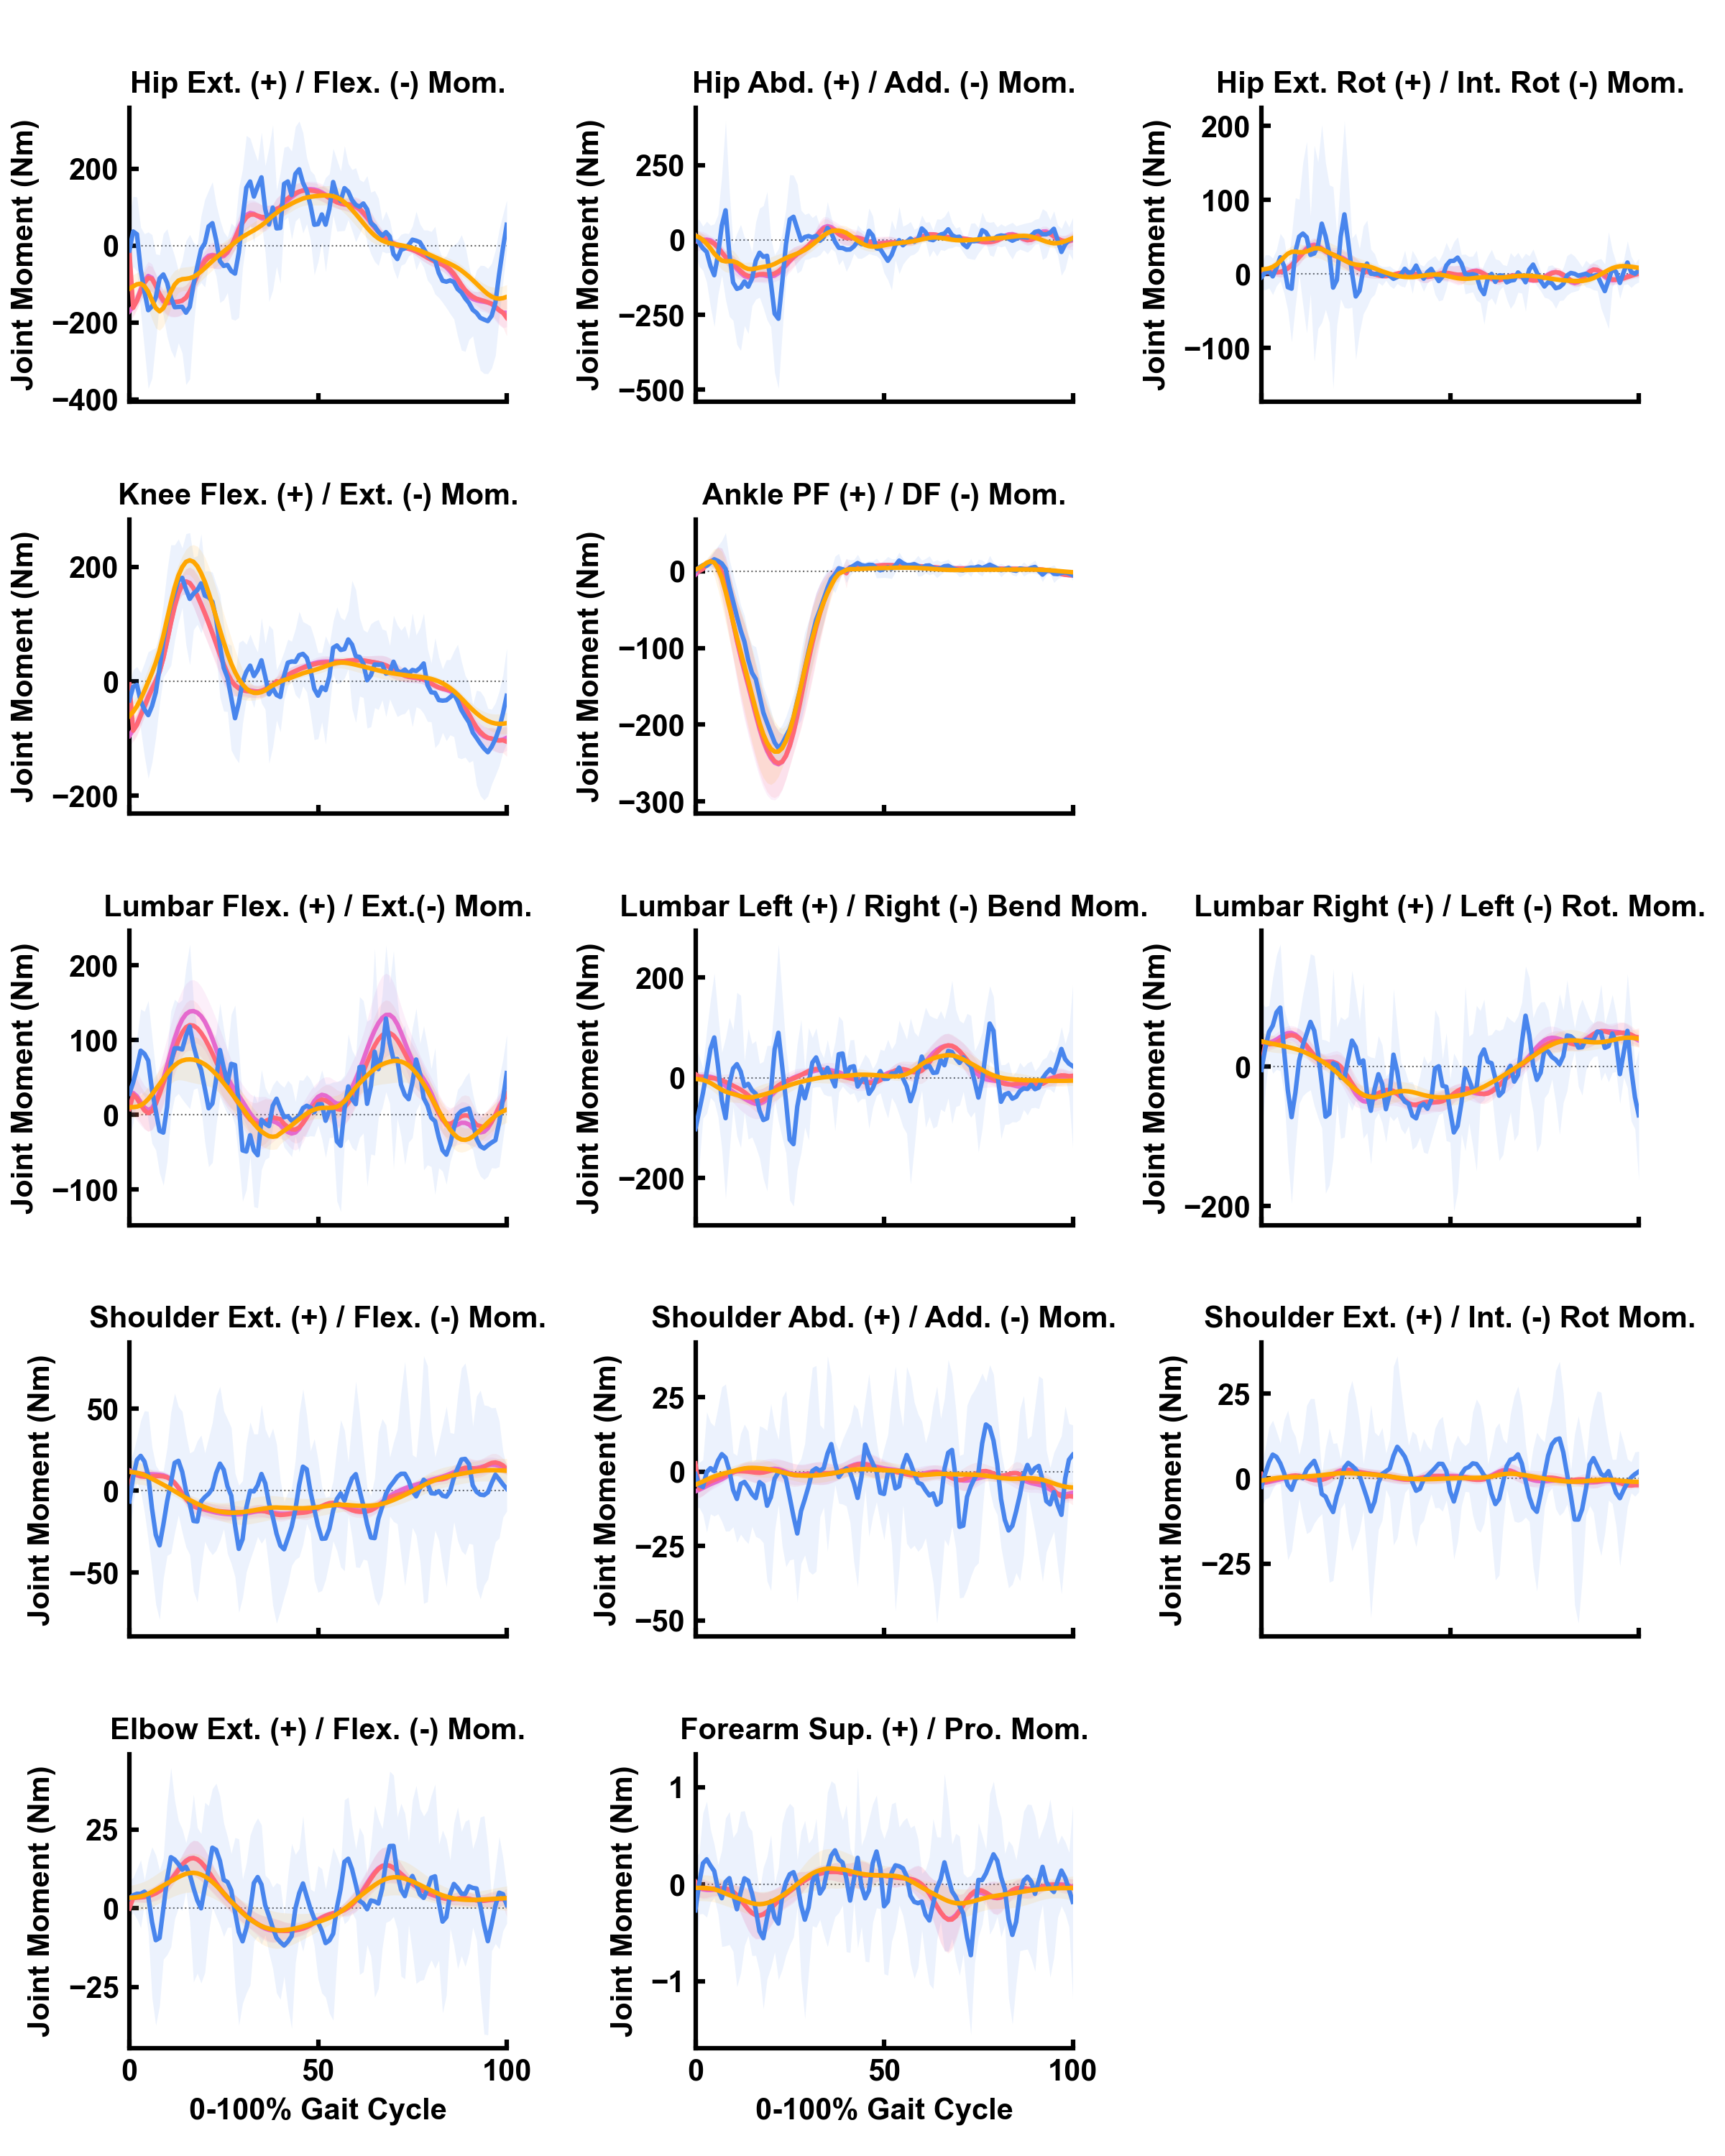 Hip Ext. (+) / Flex. (-) Mom.
Joint Moment (Nm)
200
0
−200
−400
Hip Abd. (+) / Add. (-) Mom.
Joint Moment (Nm)
250
0
−250
−500
Hip Ext. Rot (+) / Int. Rot (-) Mom.
Joint Moment (Nm)
200
100
0
−100
Knee Flex. (+) / Ext. (-) Mom.
Joint Moment (Nm)
200
0
−200
Ankle PF (+) / DF (-) Mom.
Joint Moment (Nm)
0
−100
−200
−300
Lumbar Flex. (+) / Ext.(-) Mom.
Joint Moment (Nm)
200
100
0
−100
Lumbar Left (+) / Right (-) Bend Mom.
Joint Moment (Nm)
200
0
−200
Lumbar Right (+) / Left (-) Rot. Mom.
Joint Moment (Nm)
0
−200
Shoulder Ext. (+) / Flex. (-) Mom.
Joint Moment (Nm)
50
0
−50
Shoulder Abd. (+) / Add. (-) Mom.
Joint Moment (Nm)
25
0
−25
−50
Shoulder Ext. (+) / Int. (-) Rot Mom.
Joint Moment (Nm)
25
0
−25
Elbow Ext. (+) / Flex. (-) Mom.
Joint Moment (Nm)
25
0
−25
0 50 100
0-100% Gait Cycle
Forearm Sup. (+) / Pro. Mom.
Joint Moment (Nm)
1
0
−1
0 50 100
0-100% Gait Cycle